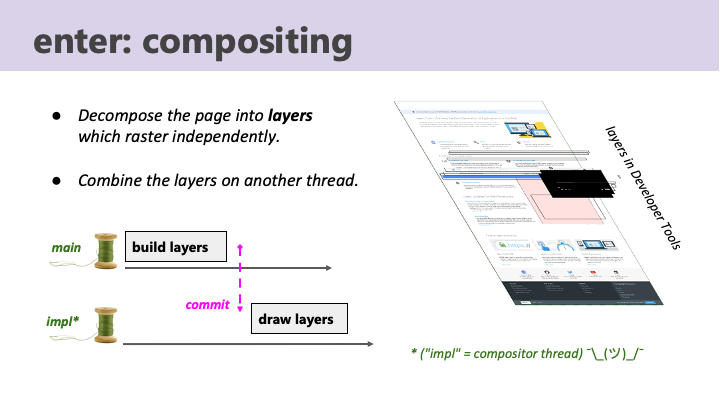 enter: compositing
● Decompose the page into layers
which raster independently.
● Combine the layers on another thread.
layers in Developer Tools
main
build layers
commit
impl*
draw layers
* ("impl" = compositor thread) ¯\_(ツ)_/¯